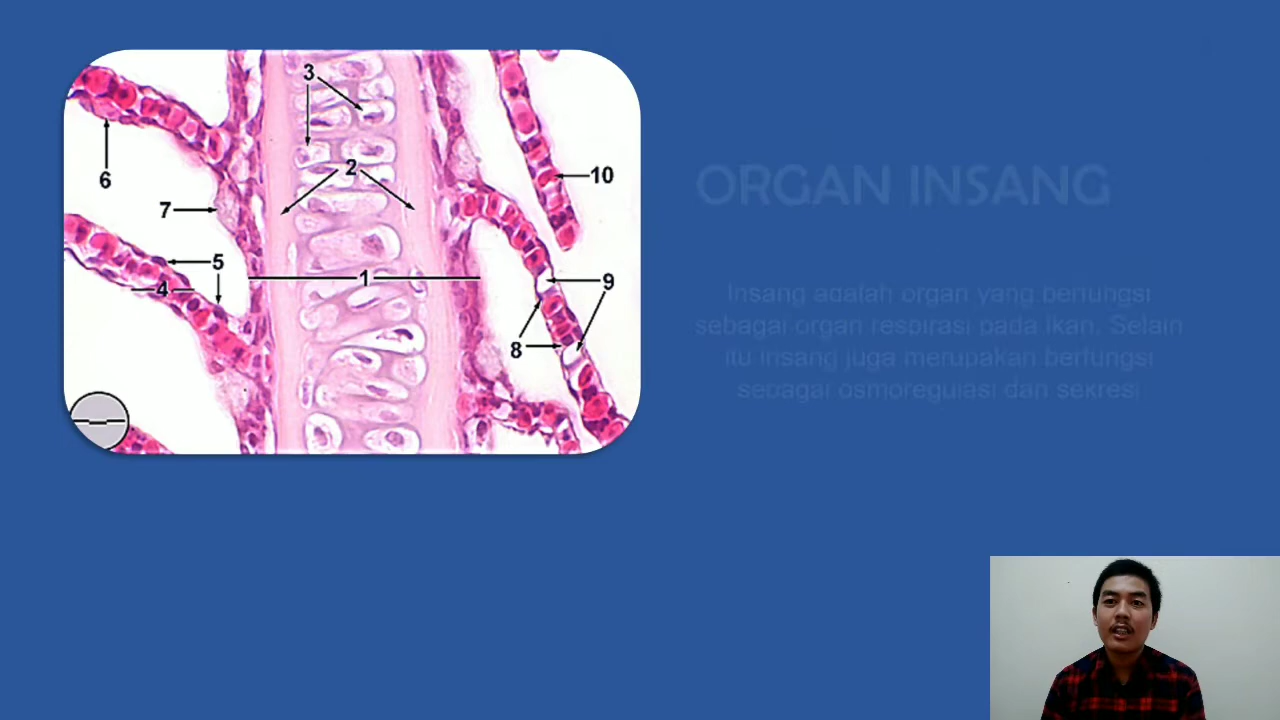 3
2
6
10
7
5
4
1
9
8
ORGAN INSANG
Insang adalah organ yang berfungsi
sebagai organ respirasi pada ikan. Selain
itu insang juga merupakan berfungsi
sebagai osmoregulasi dan sekresi